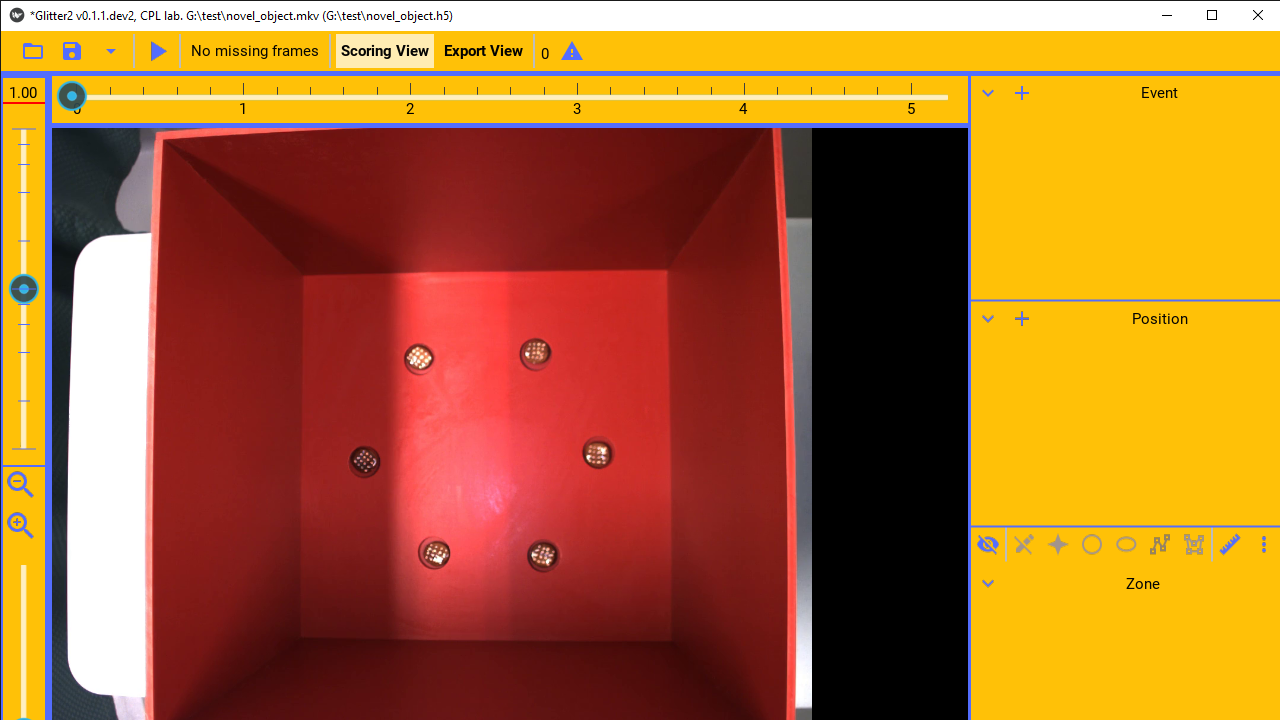 *Glitter2 v0.1.1.dev2, CPL lab. G:\test\novel_object.mkv (G:\test\novel_object.h5)
No missing frames Scoring View Export View 0
1.00
0 1 2 3 4 5
Event
Position
Zone